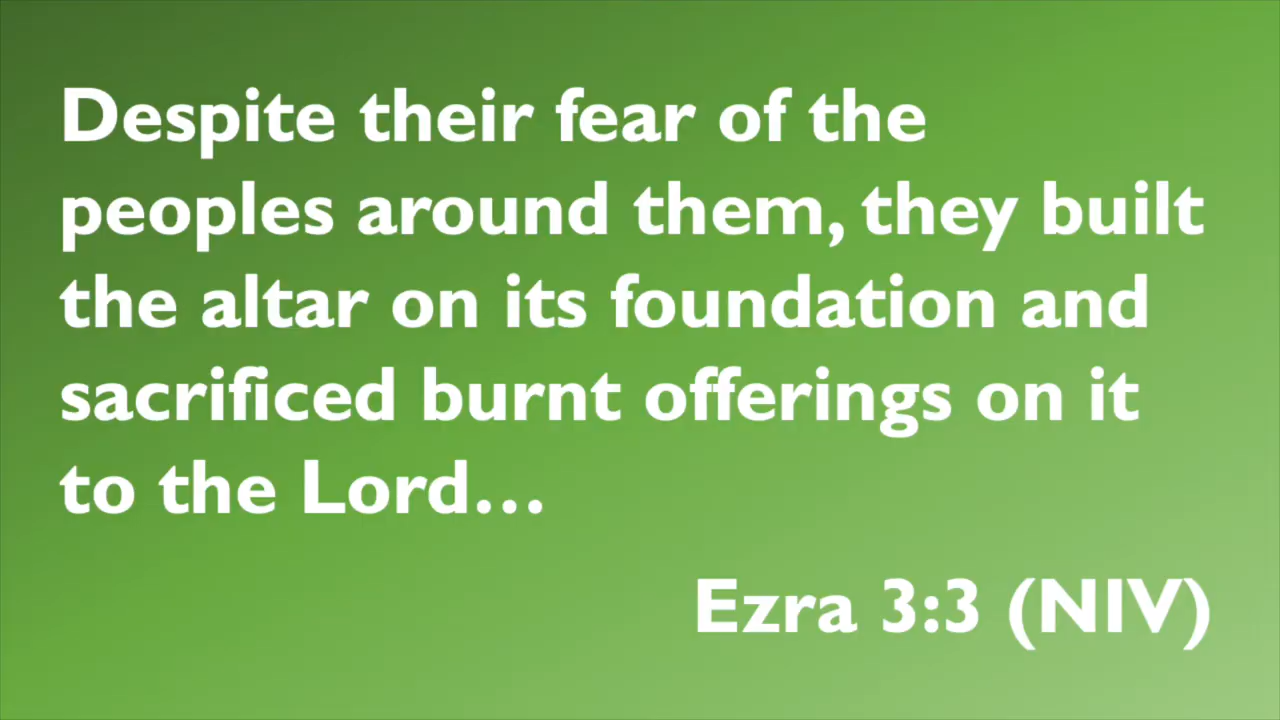 Despite their fear of the
peoples around them, they built
the altar on its foundation and
sacrificed burnt offerings on it
to the Lord…
Ezra 3:3 (NIV)